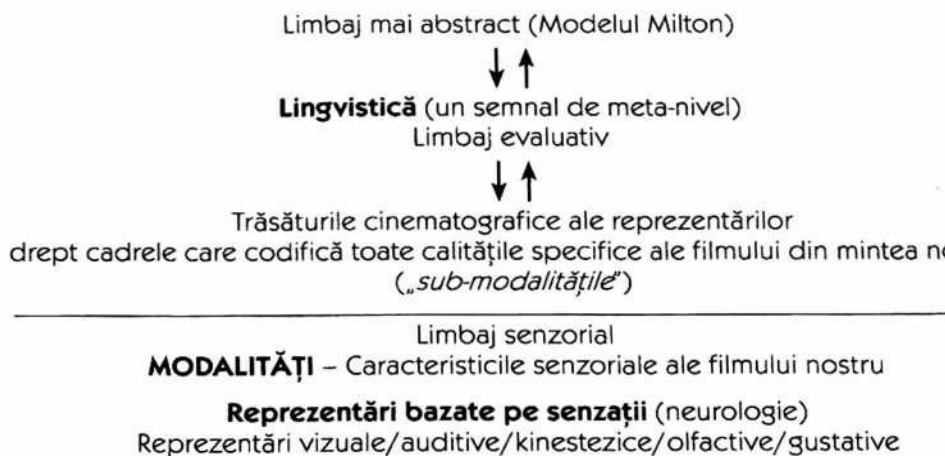 Limbaj mai abstract (Modelul Milton)
Lingvistică (un semnal de meta-nivel)
Limbaj evaluativ
Trăsăturile cinematografice ale reprezentărilor
drept cadrele care codifică toate calitățile specifice ale filmului din mintea
(„sub-modalitățile”)
Limbaj senzorial
MODALITĂȚI – Caracteristicile senzoriale ale filmului nostru
Reprezentări bazate pe senzații (neurologie)
Reprezentări vizuale/auditive/kinestezice/olfactive/gustative